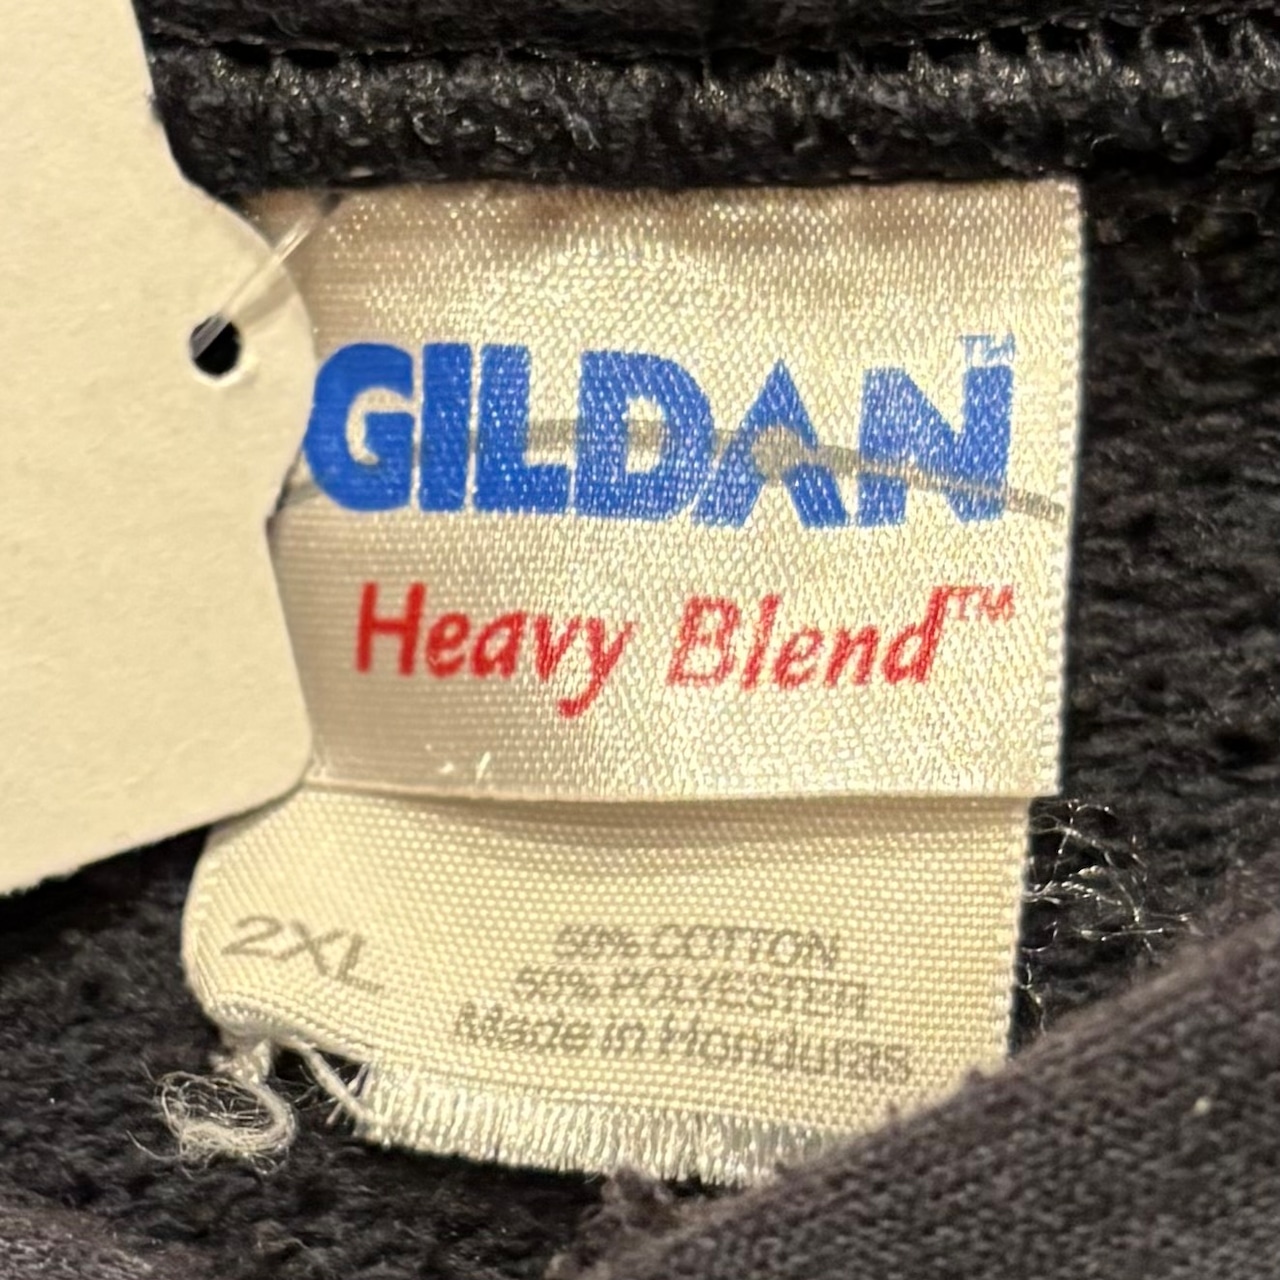 GILDAN™
Heavy Blend™
2XL
50% COTTON
50% POLYESTER
Made in Honduras